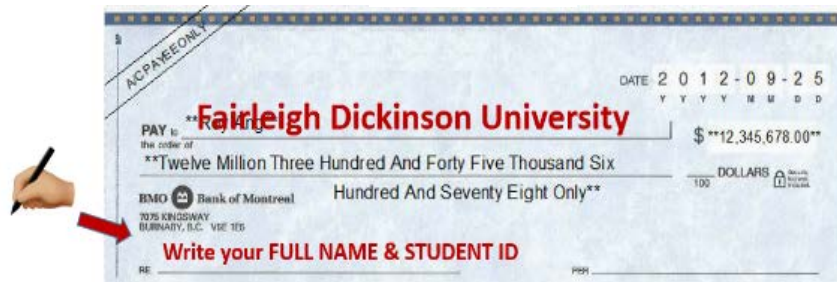 A/C PAYEE ONLY
DATE 2 0 1 2 - 0 9 - 2 5
Y Y Y Y M M D D
Fairleigh Dickinson University
PAY to
the order of
$ **12,345,678.00**
**Twelve Million Three Hundred And Forty Five Thousand Six
100 DOLLARS
Hundred And Seventy Eight Only**
BMO Bank of Montreal
7075 KINGSWAY
BURNABY, B.C. V5E 1E6
Write your FULL NAME & STUDENT ID
RE
PER